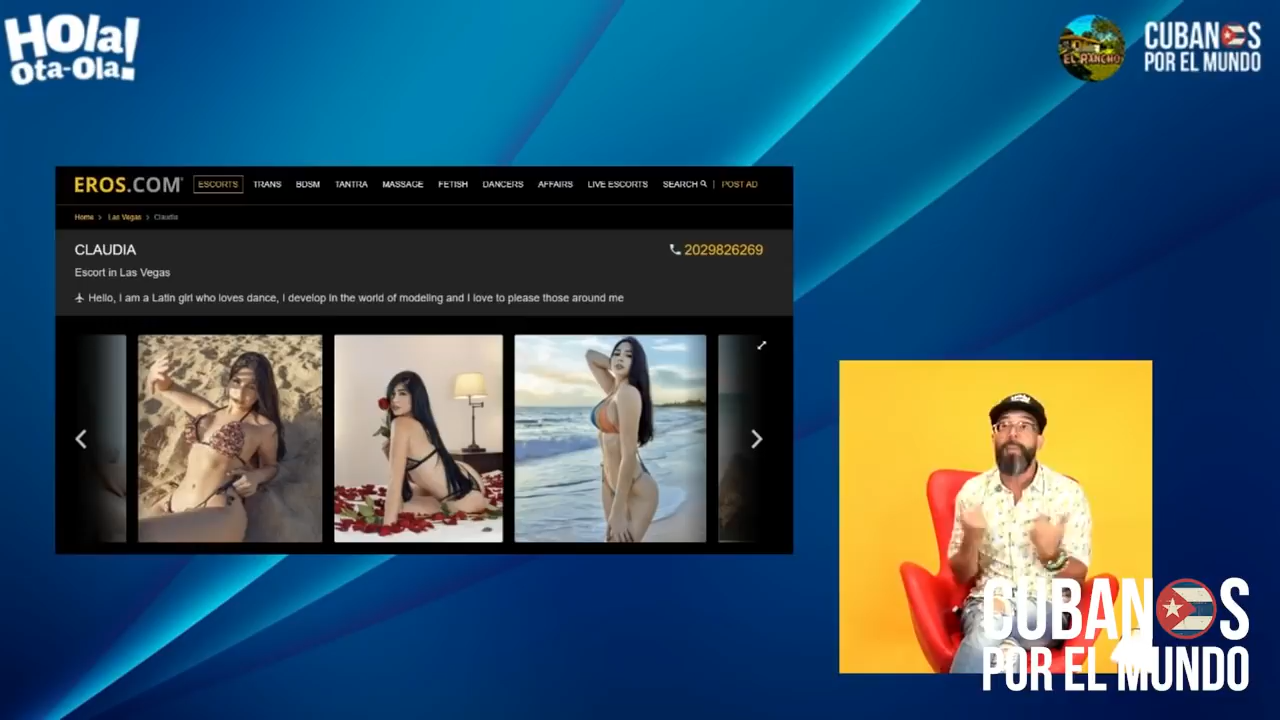 HOla!
Ota-Ola!
EL RANCHO
CUBANOS
POR EL MUNDO
EROS.COM
ESCORTS TRANS BDSM TANTRA MASSAGE FETISH DANCERS AFFAIRS LIVE ESCORTS SEARCH | POST AD
Home > Las Vegas > Claudia
CLAUDIA
2029826269
Escort in Las Vegas
Hello, I am a Latin girl who loves dance, I develop in the world of modeling and I love to please those around me
CUBANOS
POR EL MUNDO